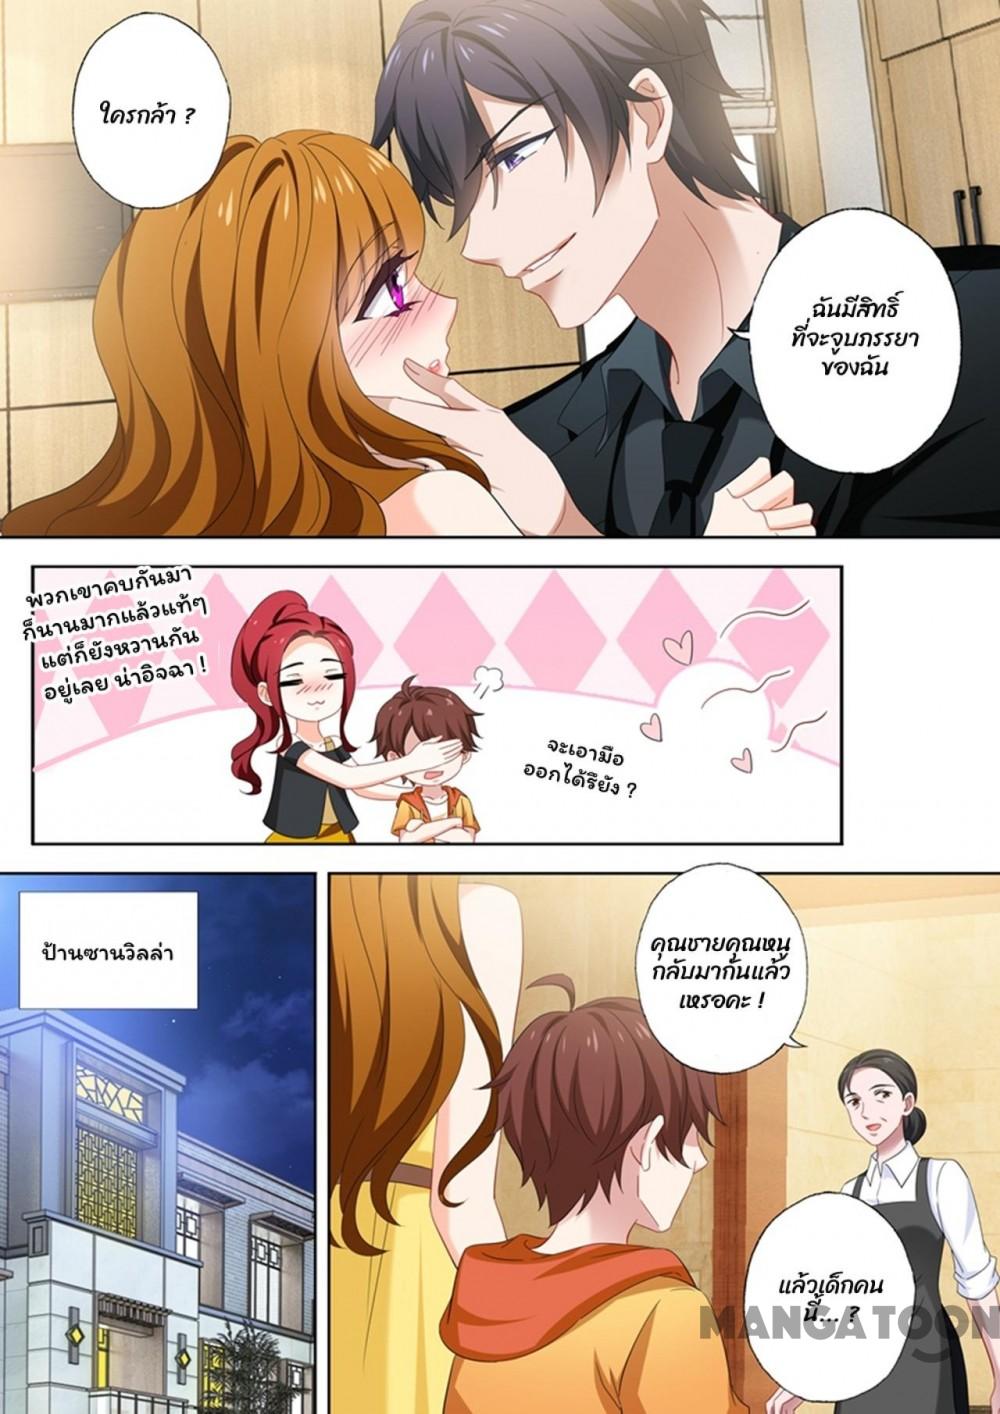 ใครกล้า ?
ฉันมีสิทธิ์
ที่จะจูบภรรยา
ของฉัน
พวกเขาคบกันมา
ก็นานมากแล้วแท้ๆ
แต่ก็ยังหวานกัน
อยู่เลย น่าอิจฉา !
จะเอามือ
ออกได้รึยัง ?
ป้านซานวิลล่า
คุณชายคุณหนู
กลับมากันแล้ว
เหรอคะ !
แล้วเด็กคน
นี้... ?
MANGATOON